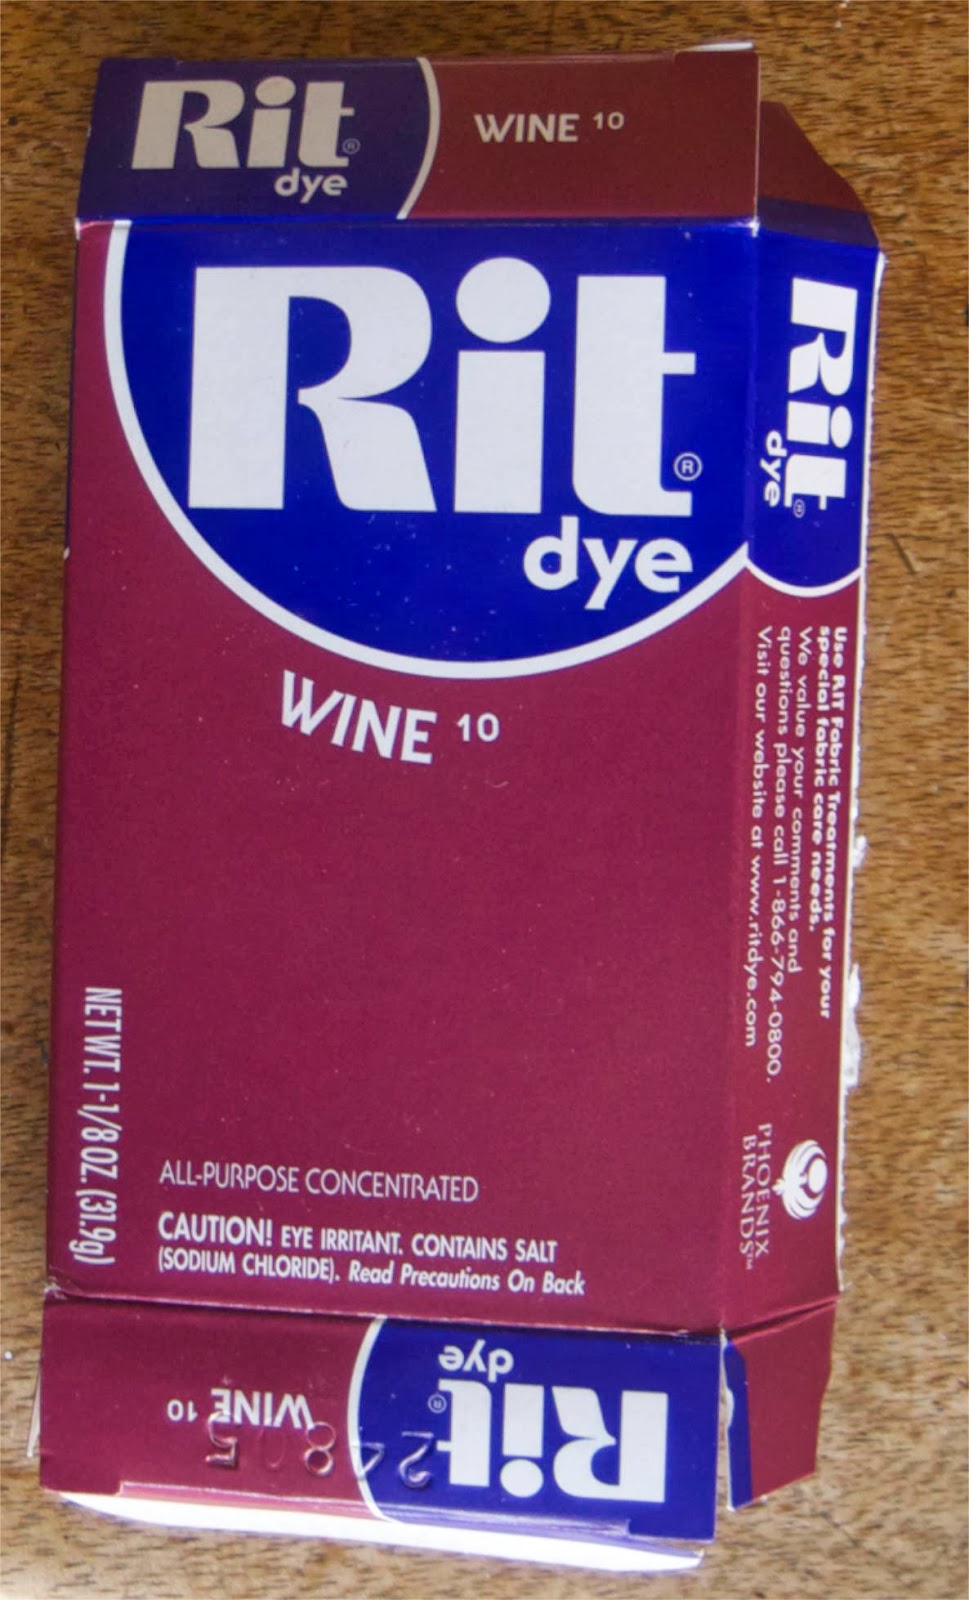 Rit®
dye
WINE 10
Rit®
dye
WINE 10
NET WT. 1-1/8 OZ. (31.9g)
ALL-PURPOSE CONCENTRATED
CAUTION! EYE IRRITANT. CONTAINS SALT
(SODIUM CHLORIDE). Read Precautions On Back
Rit®
dye
Use RIT Fabric Treatments for your
special fabric care needs.
We value your comments and
questions please call 1-866-794-0800.
Visit our website at www.ritdye.com
PHOENIX
BRANDS™
Rit®
dye
WINE 10